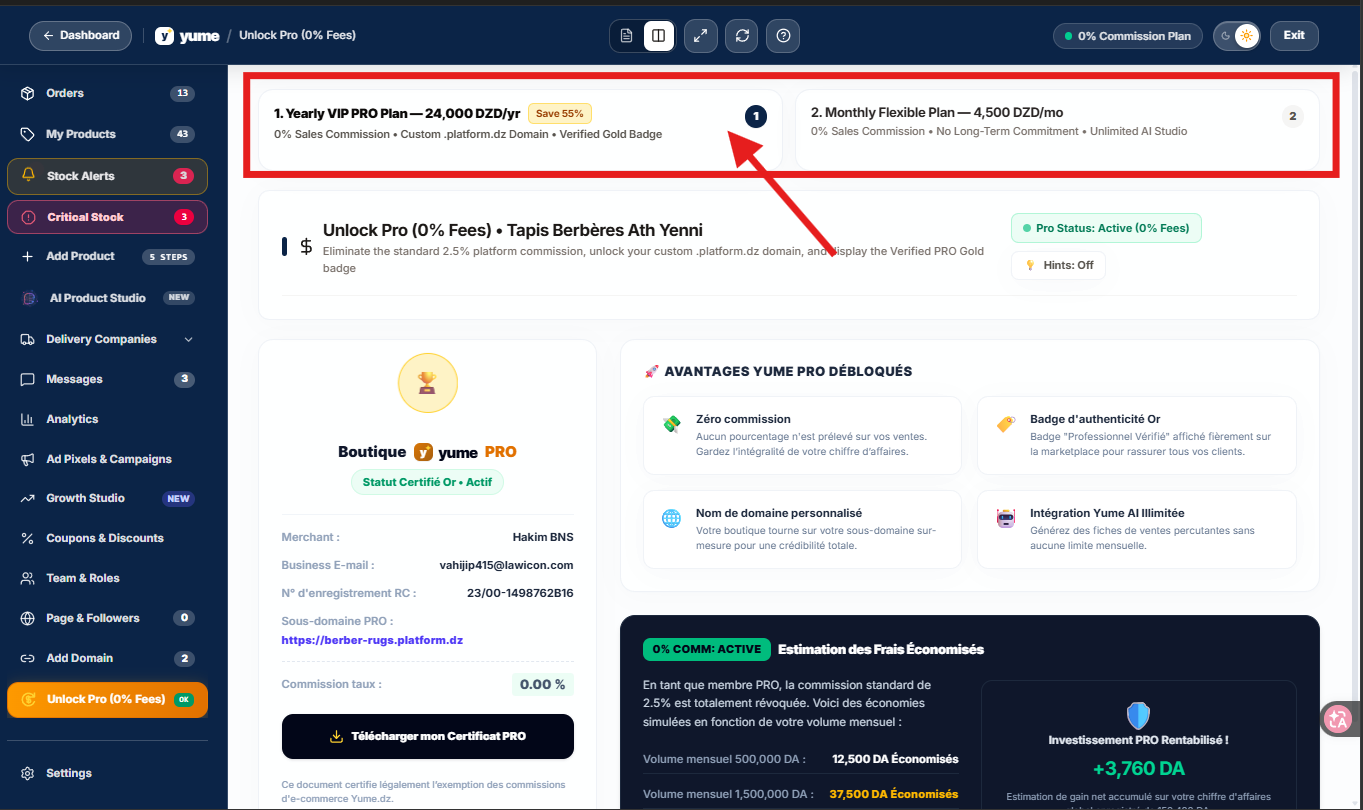 Dashboard
yume / Unlock Pro (0% Fees)
0% Commission Plan
Exit
Orders 13
My Products 43
Stock Alerts 3
Critical Stock 3
Add Product 5 STEPS
AI Product Studio NEW
Delivery Companies
Messages 3
Analytics
Ad Pixels & Campaigns
Growth Studio NEW
Coupons & Discounts
Team & Roles
Page & Followers 0
Add Domain 2
Unlock Pro (0% Fees) OK
Settings
1. Yearly VIP PRO Plan — 24,000 DZD/yr Save 55%
0% Sales Commission • Custom .platform.dz Domain • Verified Gold Badge
1
2. Monthly Flexible Plan — 4,500 DZD/mo
0% Sales Commission • No Long-Term Commitment • Unlimited AI Studio
2
$ Unlock Pro (0% Fees) • Tapis Berbères Ath Yenni
Eliminate the standard 2.5% platform commission, unlock your custom .platform.dz domain, and display the Verified PRO Gold
badge
Pro Status: Active (0% Fees)
Hints: Off
Boutique yume PRO
Statut Certifié Or • Actif
Merchant : Hakim BNS
Business E-mail : vahijip415@lawicon.com
N° d'enregistrement RC : 23/00-1498762B16
Sous-domaine PRO :
https://berber-rugs.platform.dz
Commission taux : 0.00 %
Télécharger mon Certificat PRO
Ce document certifie légalement l'exemption des commissions
d'e-commerce Yume.dz.
AVANTAGES YUME PRO DÉBLOQUÉS
Zéro commission
Aucun pourcentage n'est prélevé sur vos ventes.
Gardez l'intégralité de votre chiffre d'affaires.
Badge d'authenticité Or
Badge "Professionnel Vérifié" affiché fièrement sur
la marketplace pour rassurer tous vos clients.
Nom de domaine personnalisé
Votre boutique tourne sur votre sous-domaine sur-
mesure pour une crédibilité totale.
Intégration Yume AI Illimitée
Générez des fiches de ventes percutantes sans
aucune limite mensuelle.
0% COMM: ACTIVE Estimation des Frais Économisés
En tant que membre PRO, la commission standard de
2.5% est totalement révoquée. Voici des économies
simulées en fonction de votre volume mensuel :
Volume mensuel 500,000 DA : 12,500 DA Économisés
Volume mensuel 1,500,000 DA : 37,500 DA Économisés
Investissement PRO Rentabilisé !
+3,760 DA
Estimation de gain net accumulé sur votre chiffre d'affaires